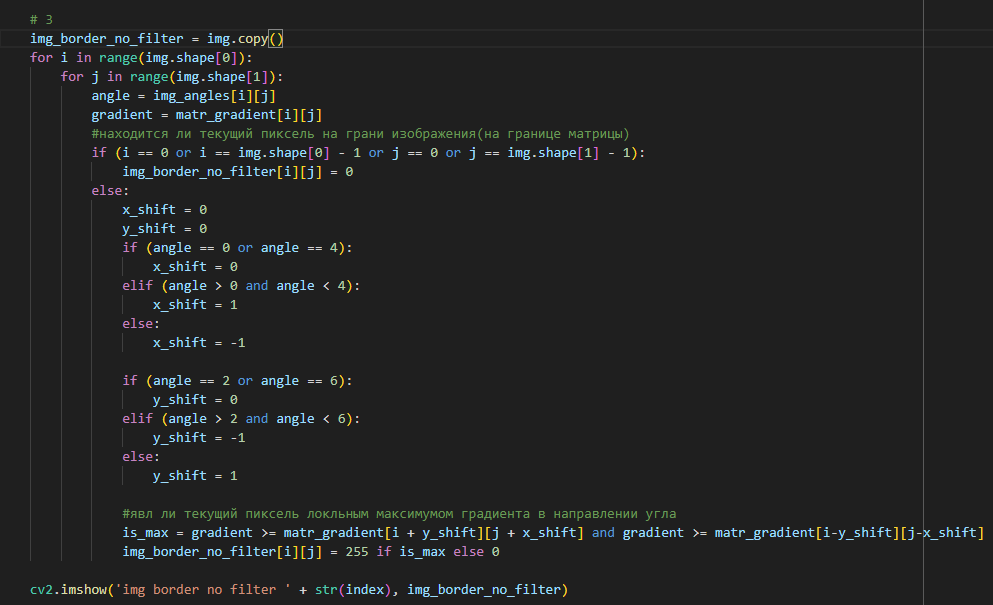 # 3
img_border_no_filter = img.copy()
for i in range(img.shape[0]):
for j in range(img.shape[1]):
angle = img_angles[i][j]
gradient = matr_gradient[i][j]
#находится ли текущий пиксель на грани изображения(на границе матрицы)
if (i == 0 or i == img.shape[0] - 1 or j == 0 or j == img.shape[1] - 1):
img_border_no_filter[i][j] = 0
else:
x_shift = 0
y_shift = 0
if (angle == 0 or angle == 4):
x_shift = 0
elif (angle > 0 and angle < 4):
x_shift = 1
else:
x_shift = -1
if (angle == 2 or angle == 6):
y_shift = 0
elif (angle > 2 and angle < 6):
y_shift = -1
else:
y_shift = 1
#явл ли текущий пиксель локльным максимумом градиента в направлении угла
is_max = gradient >= matr_gradient[i + y_shift][j + x_shift] and gradient >= matr_gradient[i-y_shift][j-x_shift]
img_border_no_filter[i][j] = 255 if is_max else 0
cv2.imshow('img border no filter ' + str(index), img_border_no_filter)